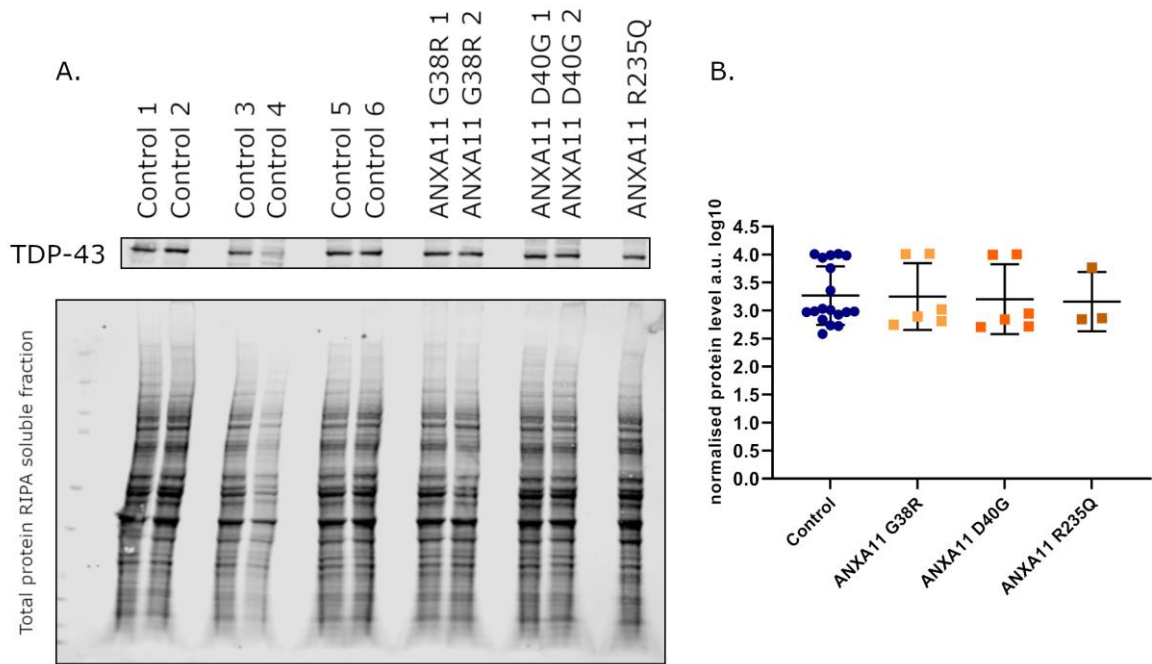 A.
Control 1
Control 2
Control 3
Control 4
Control 5
Control 6
ANXA11 G38R 1
ANXA11 G38R 2
ANXA11 D40G 1
ANXA11 D40G 2
ANXA11 R235Q
TDP-43
Total protein RIPA soluble fraction
B.
normalised protein level a.u. log10
4.5
4.0
3.5
3.0
2.5
2.0
1.5
1.0
0.5
0.0
Control
ANXA11 G38R
ANXA11 D40G
ANXA11 R235Q